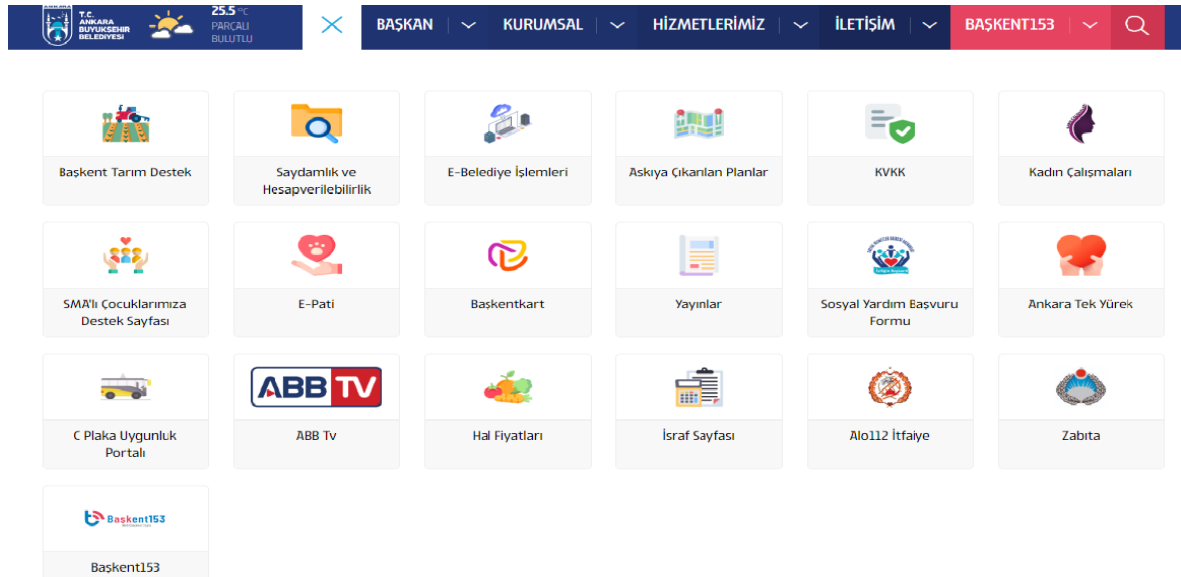 ANKARA
T.C.
ANKARA
BÜYÜKŞEHİR
BELEDİYESİ
25.5 °C
PARÇALI
BULUTLU
BAŞKAN
KURUMSAL
HİZMETLERİMİZ
İLETİŞİM
BAŞKENT153
Başkent Tarım Destek
Saydamlık ve
Hesapverilebilirlik
E-Belediye İşlemleri
Askıya Çıkarılan Planlar
KVKK
Kadın Çalışmaları
SMA'lı Çocuklarımıza
Destek Sayfası
E-Pati
Başkentkart
Yayınlar
Sosyal Yardım Başvuru
Formu
Ankara Tek Yürek
C Plaka Uygunluk
Portalı
ABB TV
ABB Tv
Hal Fiyatları
İsraf Sayfası
Alo112 İtfaiye
Zabıta
Başkent153
Başkent153